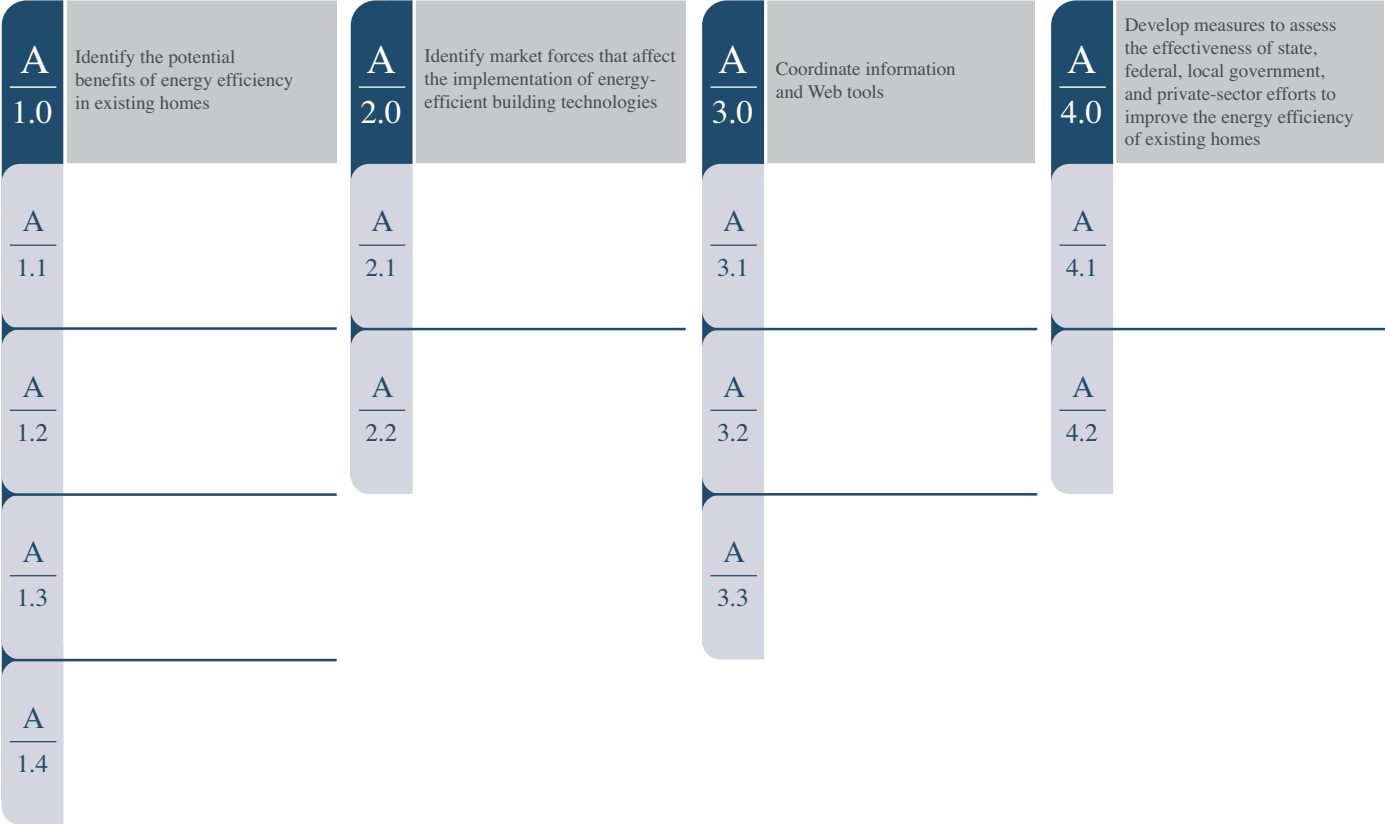 A
1.0
Identify the potential
benefits of energy efficiency
in existing homes
A
1.1
A
1.2
A
1.3
A
1.4
A
2.0
Identify market forces that affect
the implementation of energy-
efficient building technologies
A
2.1
A
2.2
A
3.0
Coordinate information
and Web tools
A
3.1
A
3.2
A
3.3
A
4.0
Develop measures to assess
the effectiveness of state,
federal, local government,
and private-sector efforts to
improve the energy efficiency
of existing homes
A
4.1
A
4.2